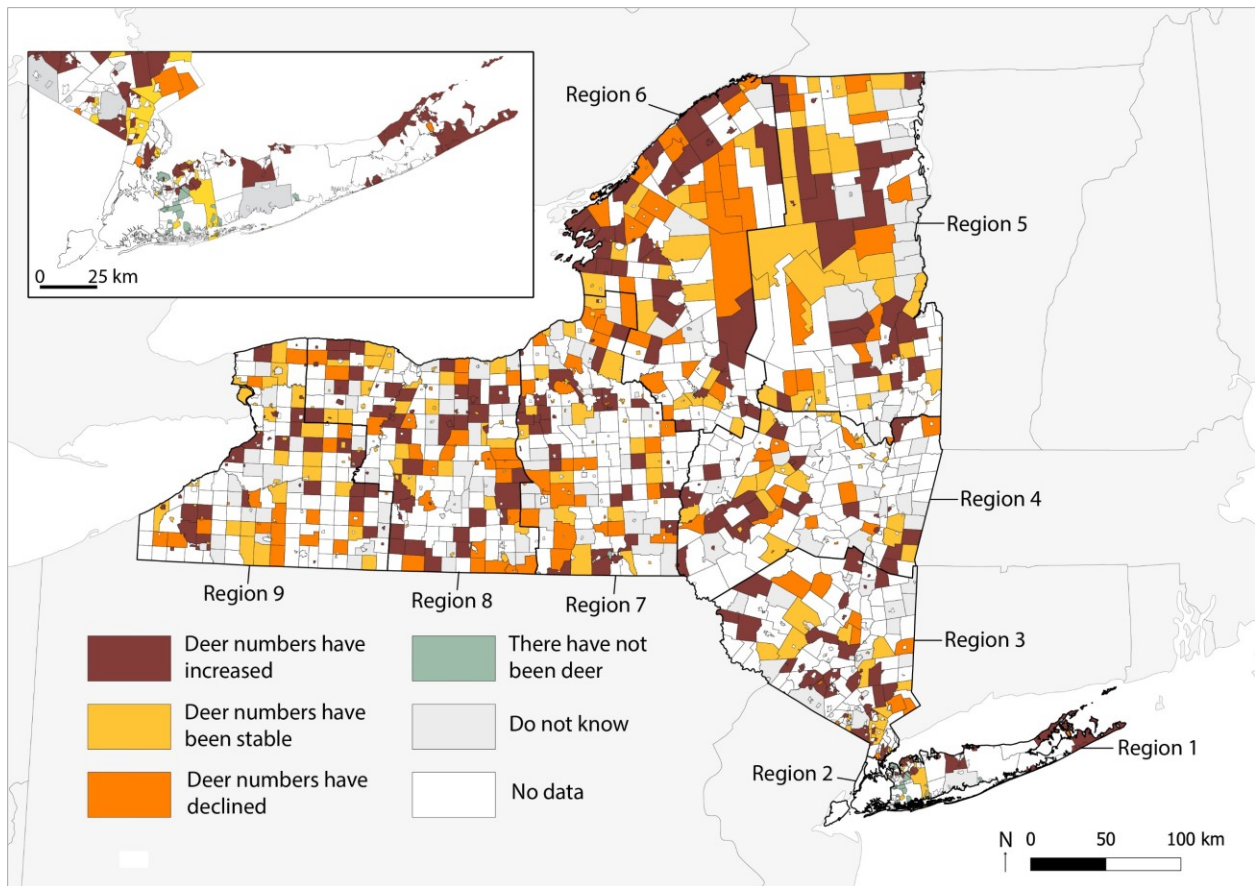 Region 6
0 25 km
Region 5
Region 4
Region 9
Region 8
Region 7
Region 3
Deer numbers have
increased
There have not
been deer
Deer numbers have
been stable
Do not know
Deer numbers have
declined
No data
Region 2
Region 1
N
0 50 100 km